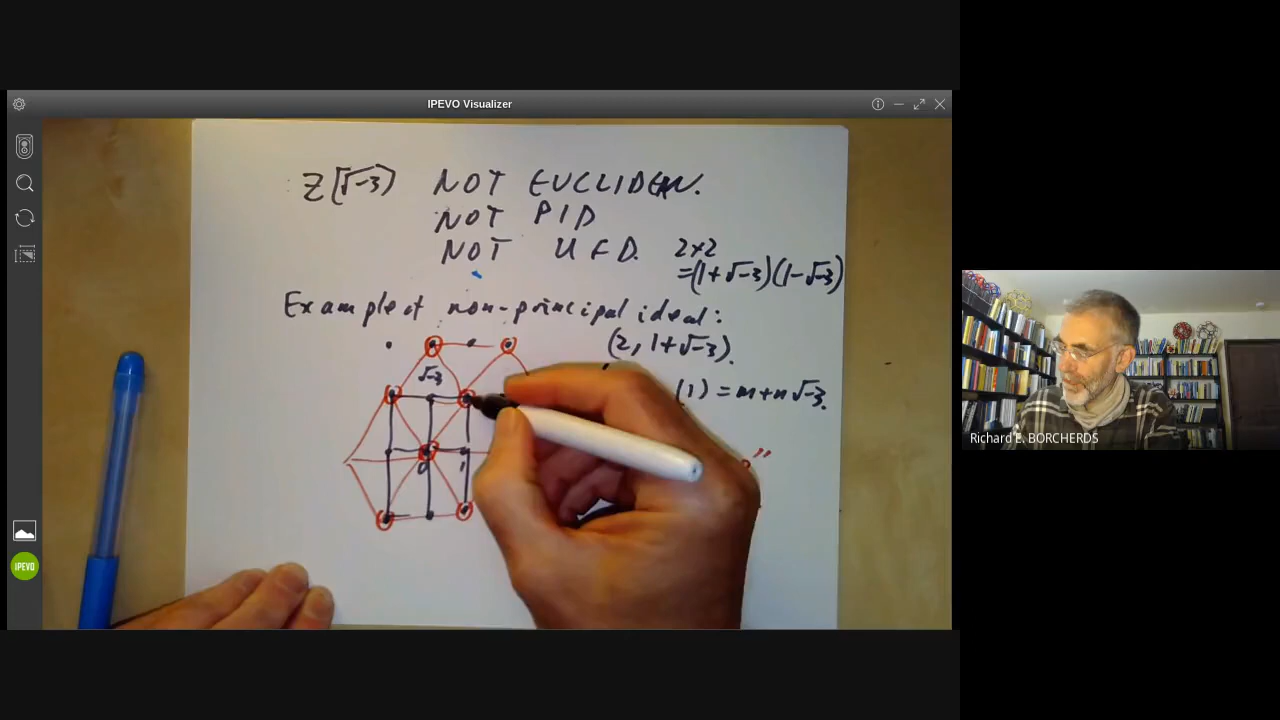 IPEVO Visualizer
Z[√-3] NOT EUCLIDEAN.
NOT PID
NOT UFD. 2×2
=(1+√-3)(1-√-3)
Example of non-principal ideal:
(2, 1+√-3).
√-3
(1) = m+n√-3.
0 1
Richard E. BORCHERDS
IPEVO